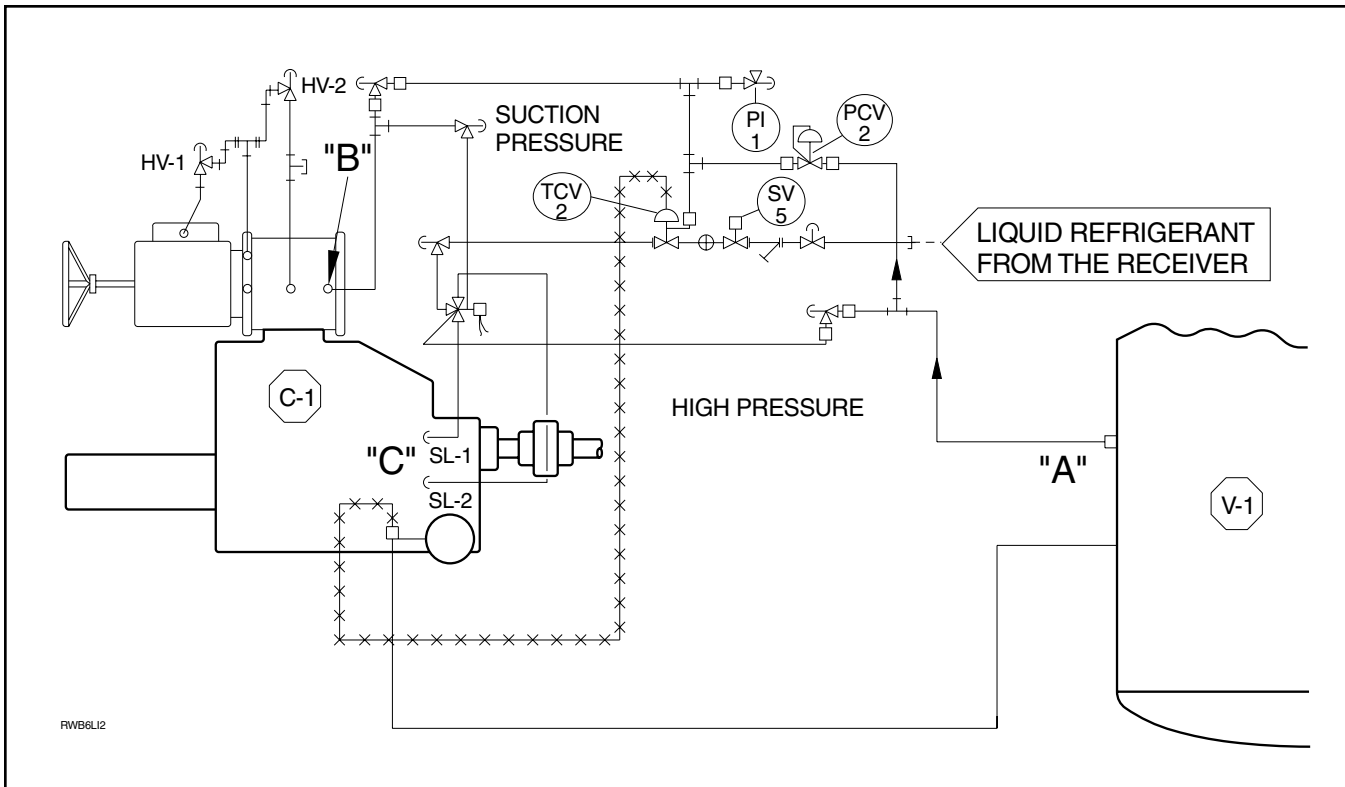 HV-2
HV-1
"B"
SUCTION
PRESSURE
PI
1
PCV
2
TCV
2
SV
5
LIQUID REFRIGERANT
FROM THE RECEIVER
C-1
HIGH PRESSURE
"C"
SL-1
SL-2
"A"
V-1
RWB6LI2